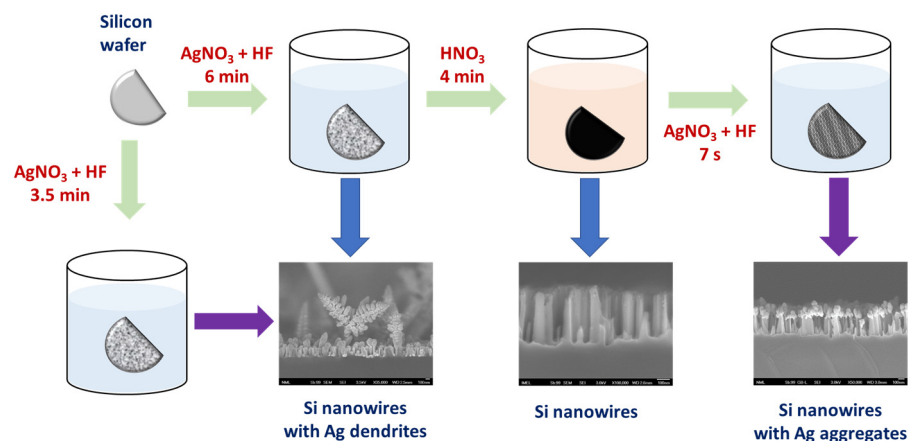 Silicon
wafer
AgNO₃ + HF
6 min
HNO₃
4 min
AgNO₃ + HF
7 s
AgNO₃ + HF
3.5 min
Si nanowires
with Ag dendrites
Si nanowires
Si nanowires
with Ag aggregates